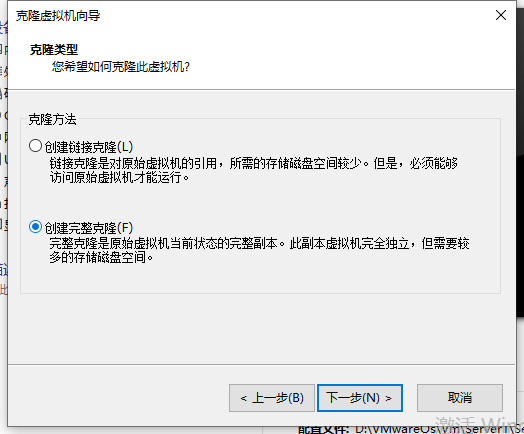 克隆虚拟机向导
克隆类型
您希望如何克隆此虚拟机?
克隆方法
创建链接克隆(L)
链接克隆是对原始虚拟机的引用，所需的存储磁盘空间较少。但是，必须能够
访问原始虚拟机才能运行。
创建完整克隆(F)
完整克隆是原始虚拟机当前状态的完整副本。此副本虚拟机完全独立，但需要较
多的存储磁盘空间。
< 上一步(B)
下一步(N) >
取消
激活 Win
配置文件: D:\VMwareOs\Vm\Server1\Se